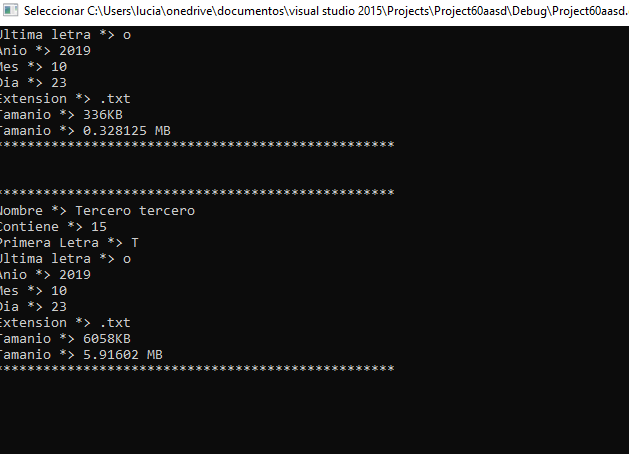 Seleccionar C:\Users\lucia\onedrive\documentos\visual studio 2015\Projects\Project60aasd\Debug\Project60aasd.
Ultima letra *> o
Anio *> 2019
Mes *> 10
Dia *> 23
Extension *> .txt
Tamanio *> 336KB
Tamanio *> 0.328125 MB
**************************************************
**************************************************
Nombre *> Tercero tercero
Contiene *> 15
Primera Letra *> T
Ultima letra *> o
Anio *> 2019
Mes *> 10
Dia *> 23
Extension *> .txt
Tamanio *> 6058KB
Tamanio *> 5.91602 MB
**************************************************